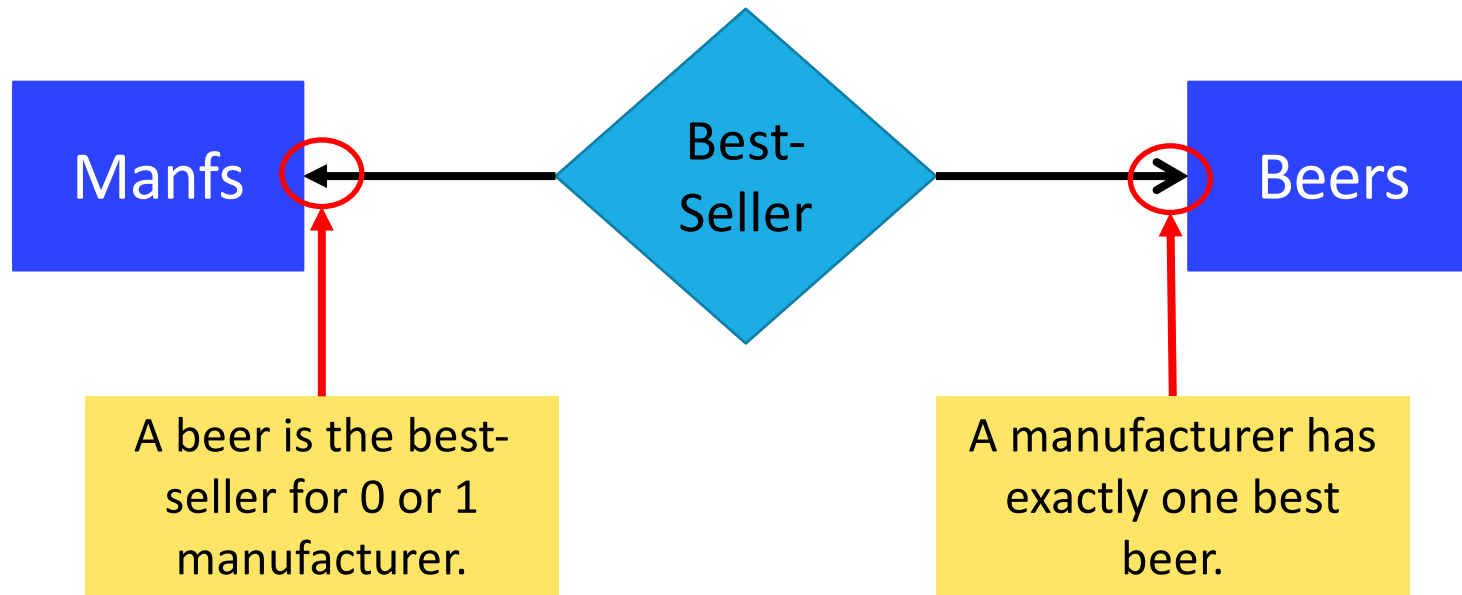 Manfs
Best-
Seller
Beers
A beer is the best-
seller for 0 or 1
manufacturer.
A manufacturer has
exactly one best
beer.